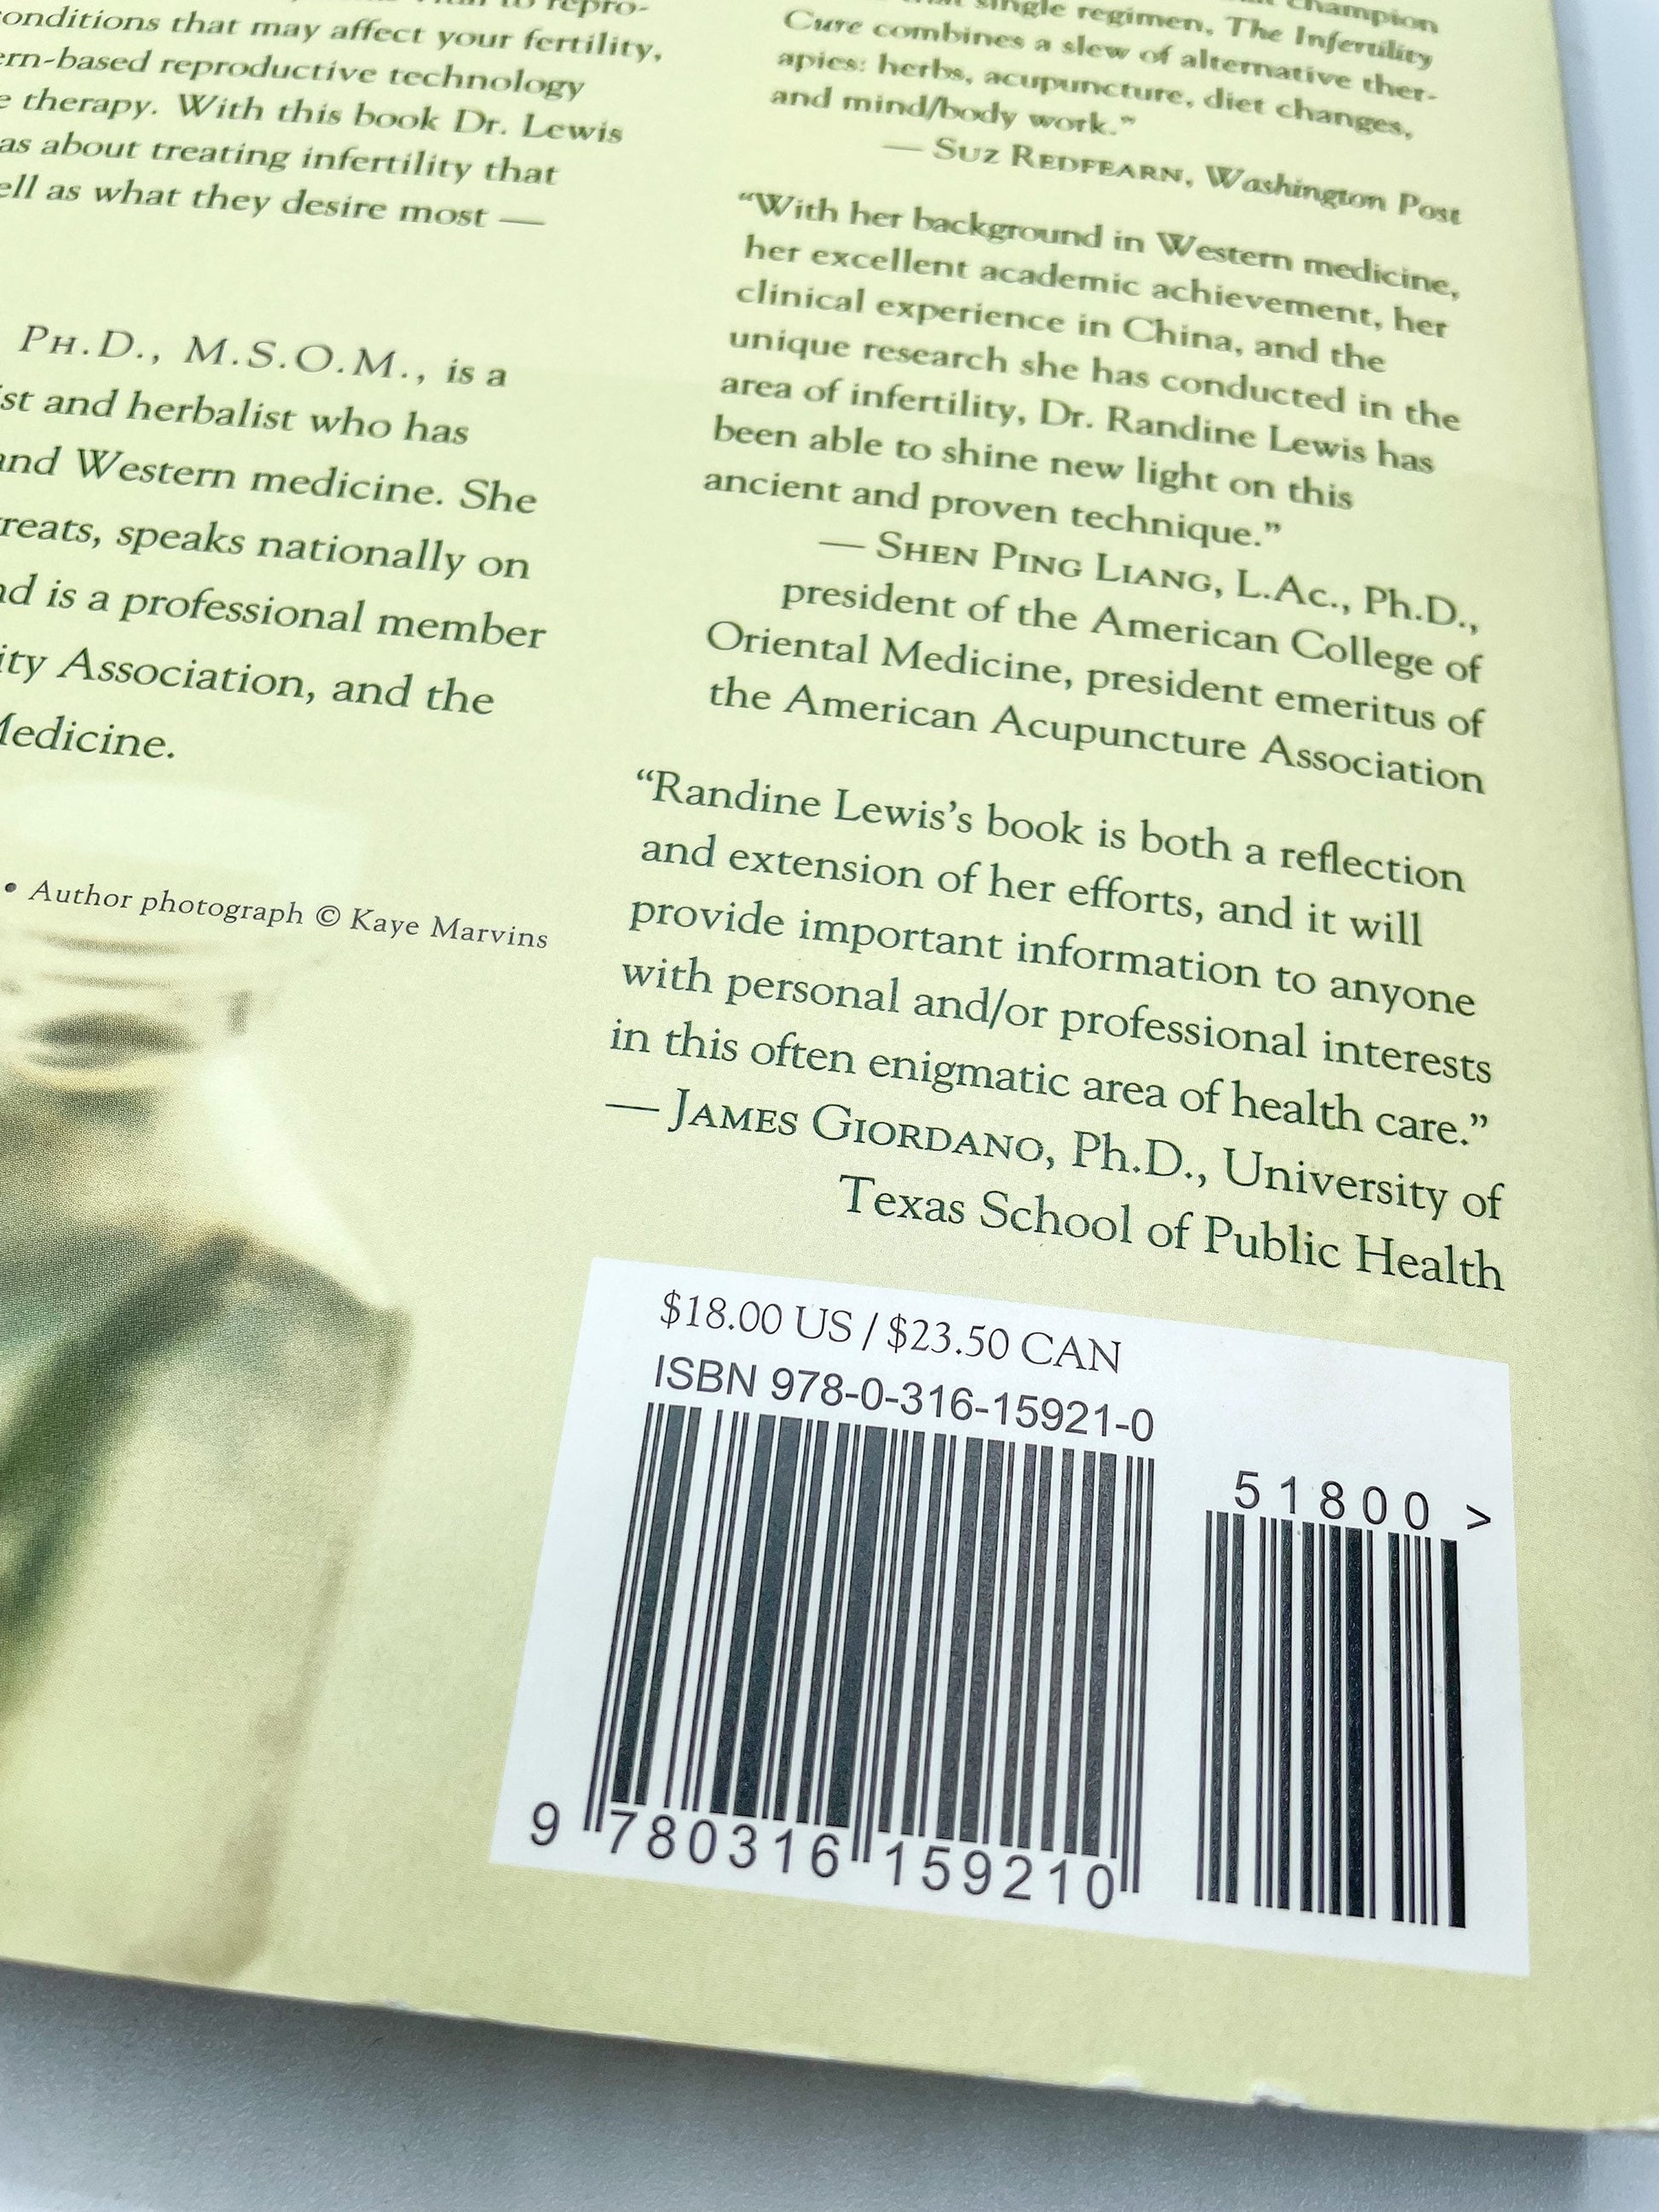 repro-
conditions that may affect your fertility,
ern-based reproductive technology
e therapy. With this book Dr. Lewis
as about treating infertility that
ell as what they desire most —
PH.D., M.S.O.M., is a
st and herbalist who has
and Western medicine. She
reats, speaks nationally on
nd is a professional member
ity Association, and the
Medicine.
• Author photograph © Kaye Marvins
champion
single regimen, The Infertility
Cure combines a slew of alternative ther-
apies: herbs, acupuncture, diet changes,
and mind/body work.”
— SUZ REDFEARN, Washington Post
“With her background in Western medicine,
her excellent academic achievement, her
clinical experience in China, and the
unique research she has conducted in the
area of infertility, Dr. Randine Lewis has
been able to shine new light on this
ancient and proven technique.”
— SHEN PING LIANG, L.Ac., Ph.D.,
president of the American College of
Oriental Medicine, president emeritus of
the American Acupuncture Association
“Randine Lewis’s book is both a reflection
and extension of her efforts, and it will
provide important information to anyone
with personal and/or professional interests
in this often enigmatic area of health care.”
— JAMES GIORDANO, Ph.D., University of
Texas School of Public Health
$18.00 US / $23.50 CAN
ISBN 978-0-316-15921-0
51800 >
9 780316 159210